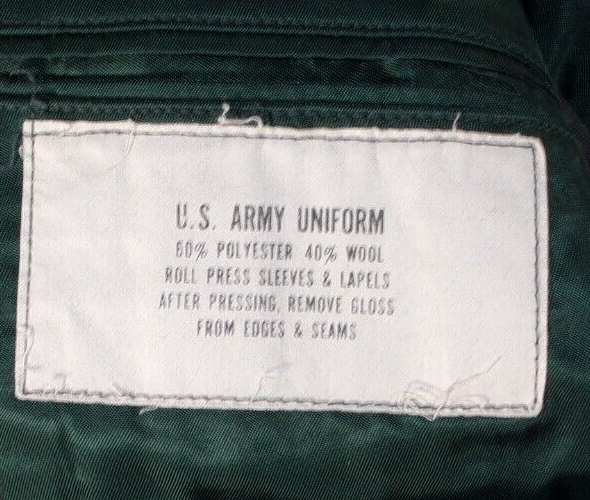 U.S. ARMY UNIFORM
60% POLYESTER 40% WOOL
ROLL PRESS SLEEVES & LAPELS
AFTER PRESSING, REMOVE GLOSS
FROM EDGES & SEAMS